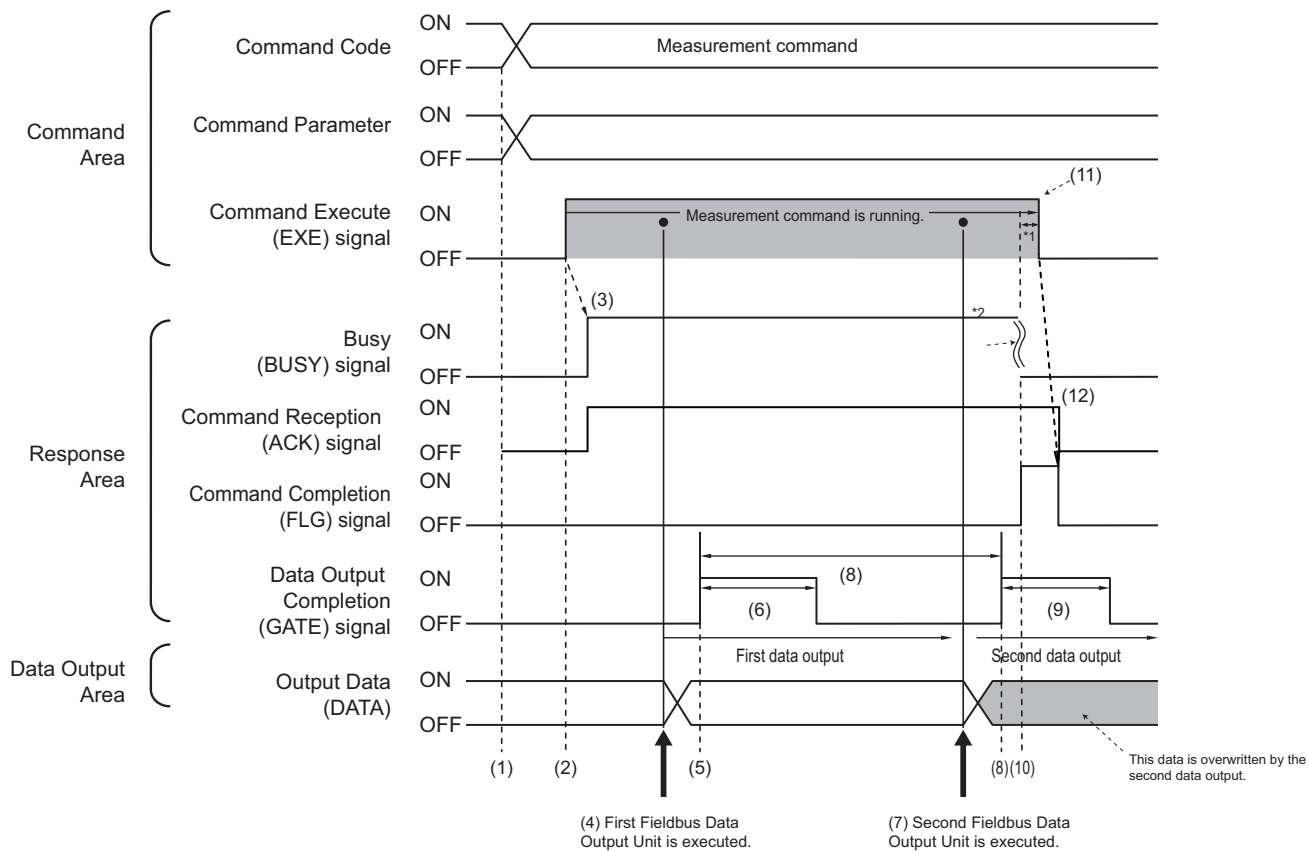 Command
Area
Command Code
ON
OFF
Measurement command
Command Parameter
ON
OFF
Command Execute
(EXE) signal
ON
OFF
Measurement command is running.
(11)
*1
Response
Area
Busy
(BUSY) signal
ON
OFF
(3)
*2
Command Reception
(ACK) signal
ON
OFF
(12)
Command Completion
(FLG) signal
ON
OFF
Data Output
Completion
(GATE) signal
ON
OFF
(8)
(6)
(9)
First data output
Second data output
Data Output
Area
Output Data
(DATA)
ON
OFF
This data is overwritten by the
second data output.
(1)
(2)
(5)
(8)
(10)
(4) First Fieldbus Data
Output Unit is executed.
(7) Second Fieldbus Data
Output Unit is executed.